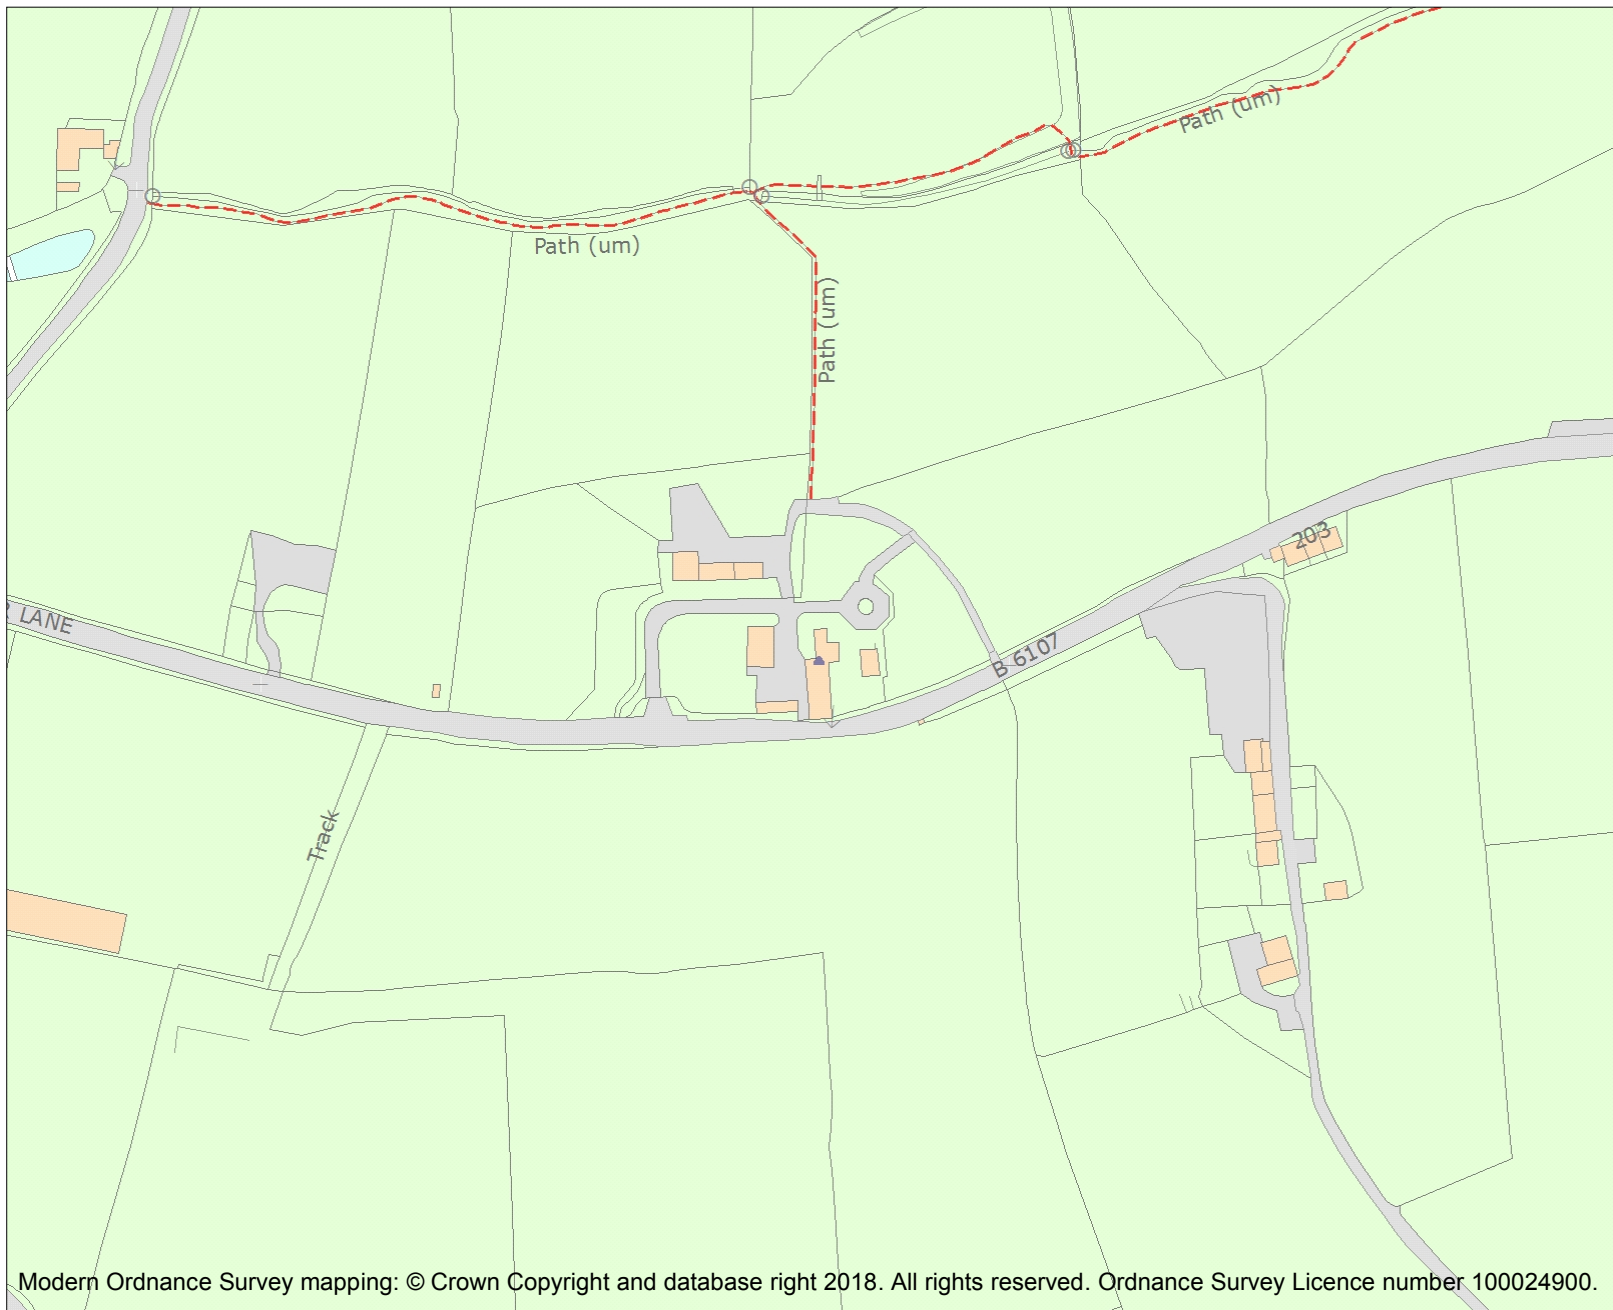 Path (um)
Path (um)
Path (um)
203
R LANE
B 6107
Track
Modern Ordnance Survey mapping: © Crown Copyright and database right 2018. All rights reserved. Ordnance Survey Licence number 100024900.